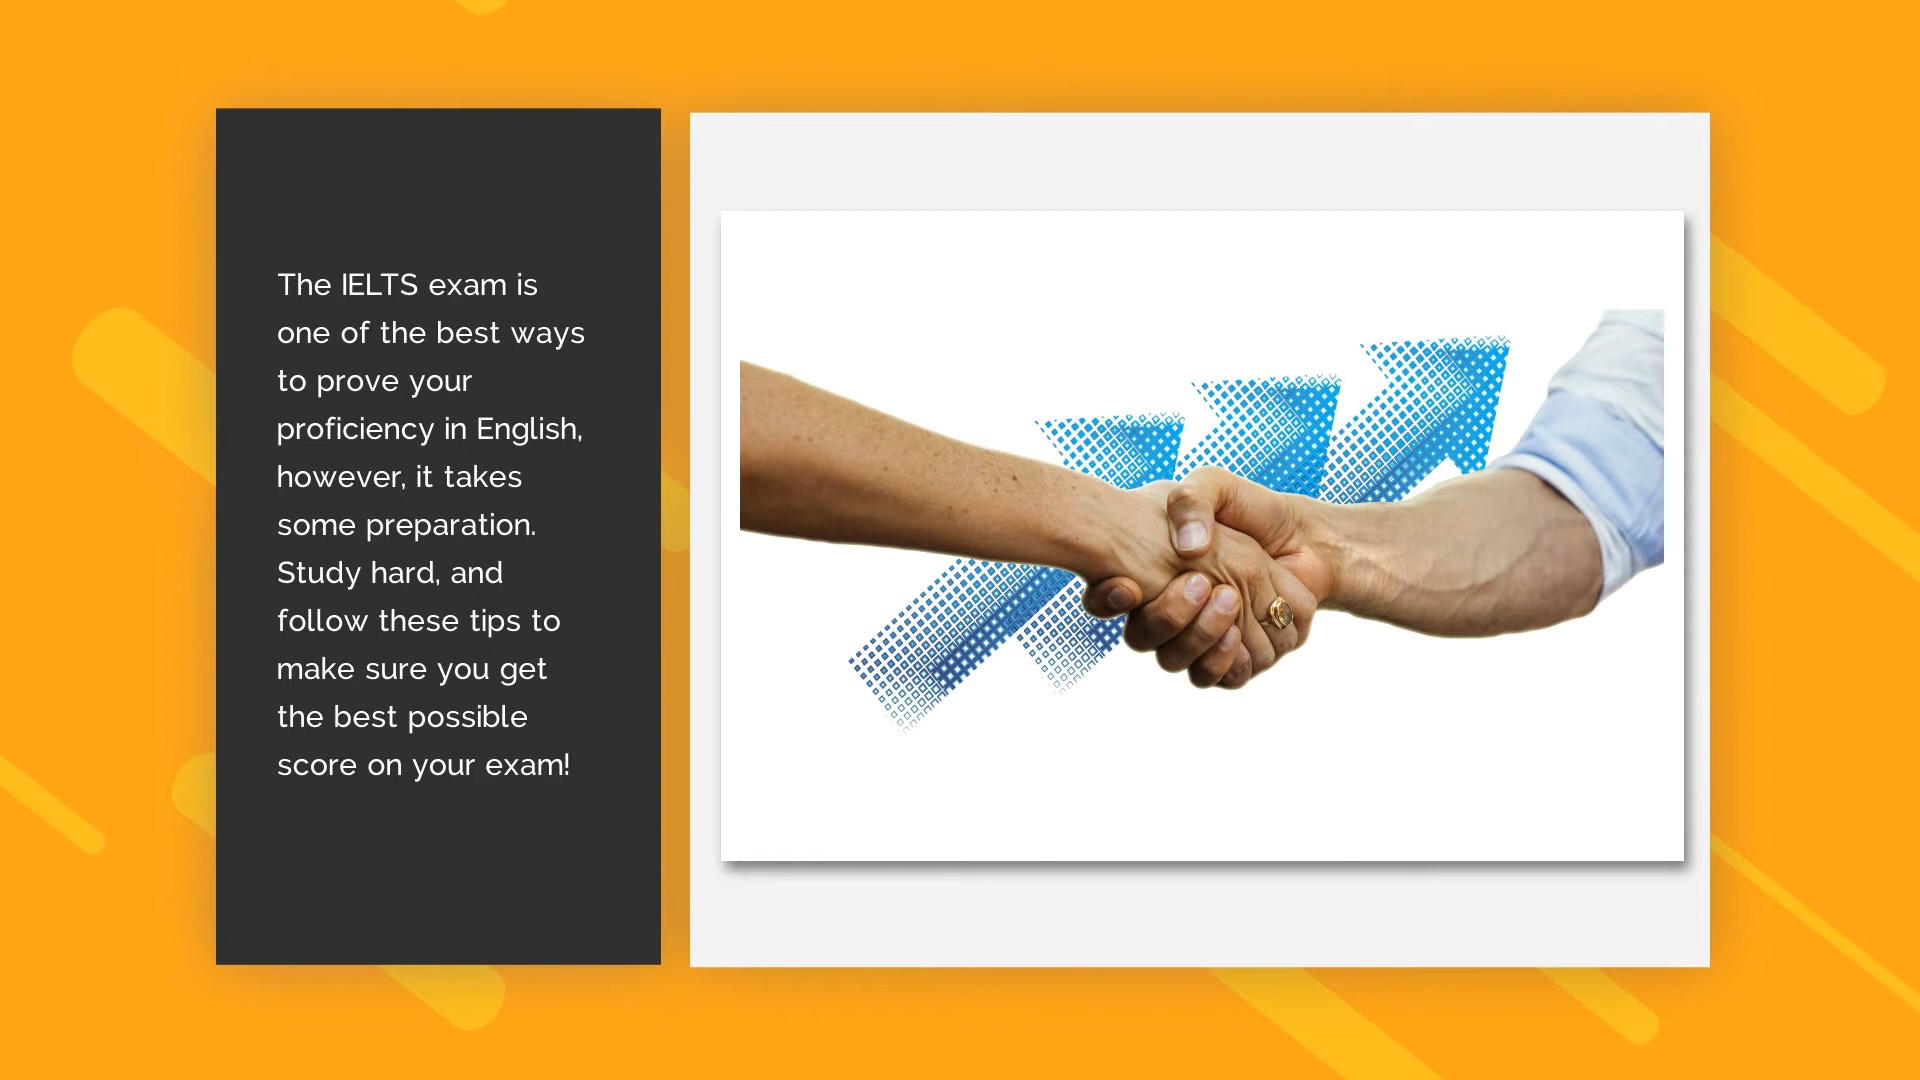 The IELTS exam is
one of the best ways
to prove your
proficiency in English,
however, it takes
some preparation.
Study hard, and
follow these tips to
make sure you get
the best possible
score on your exam!